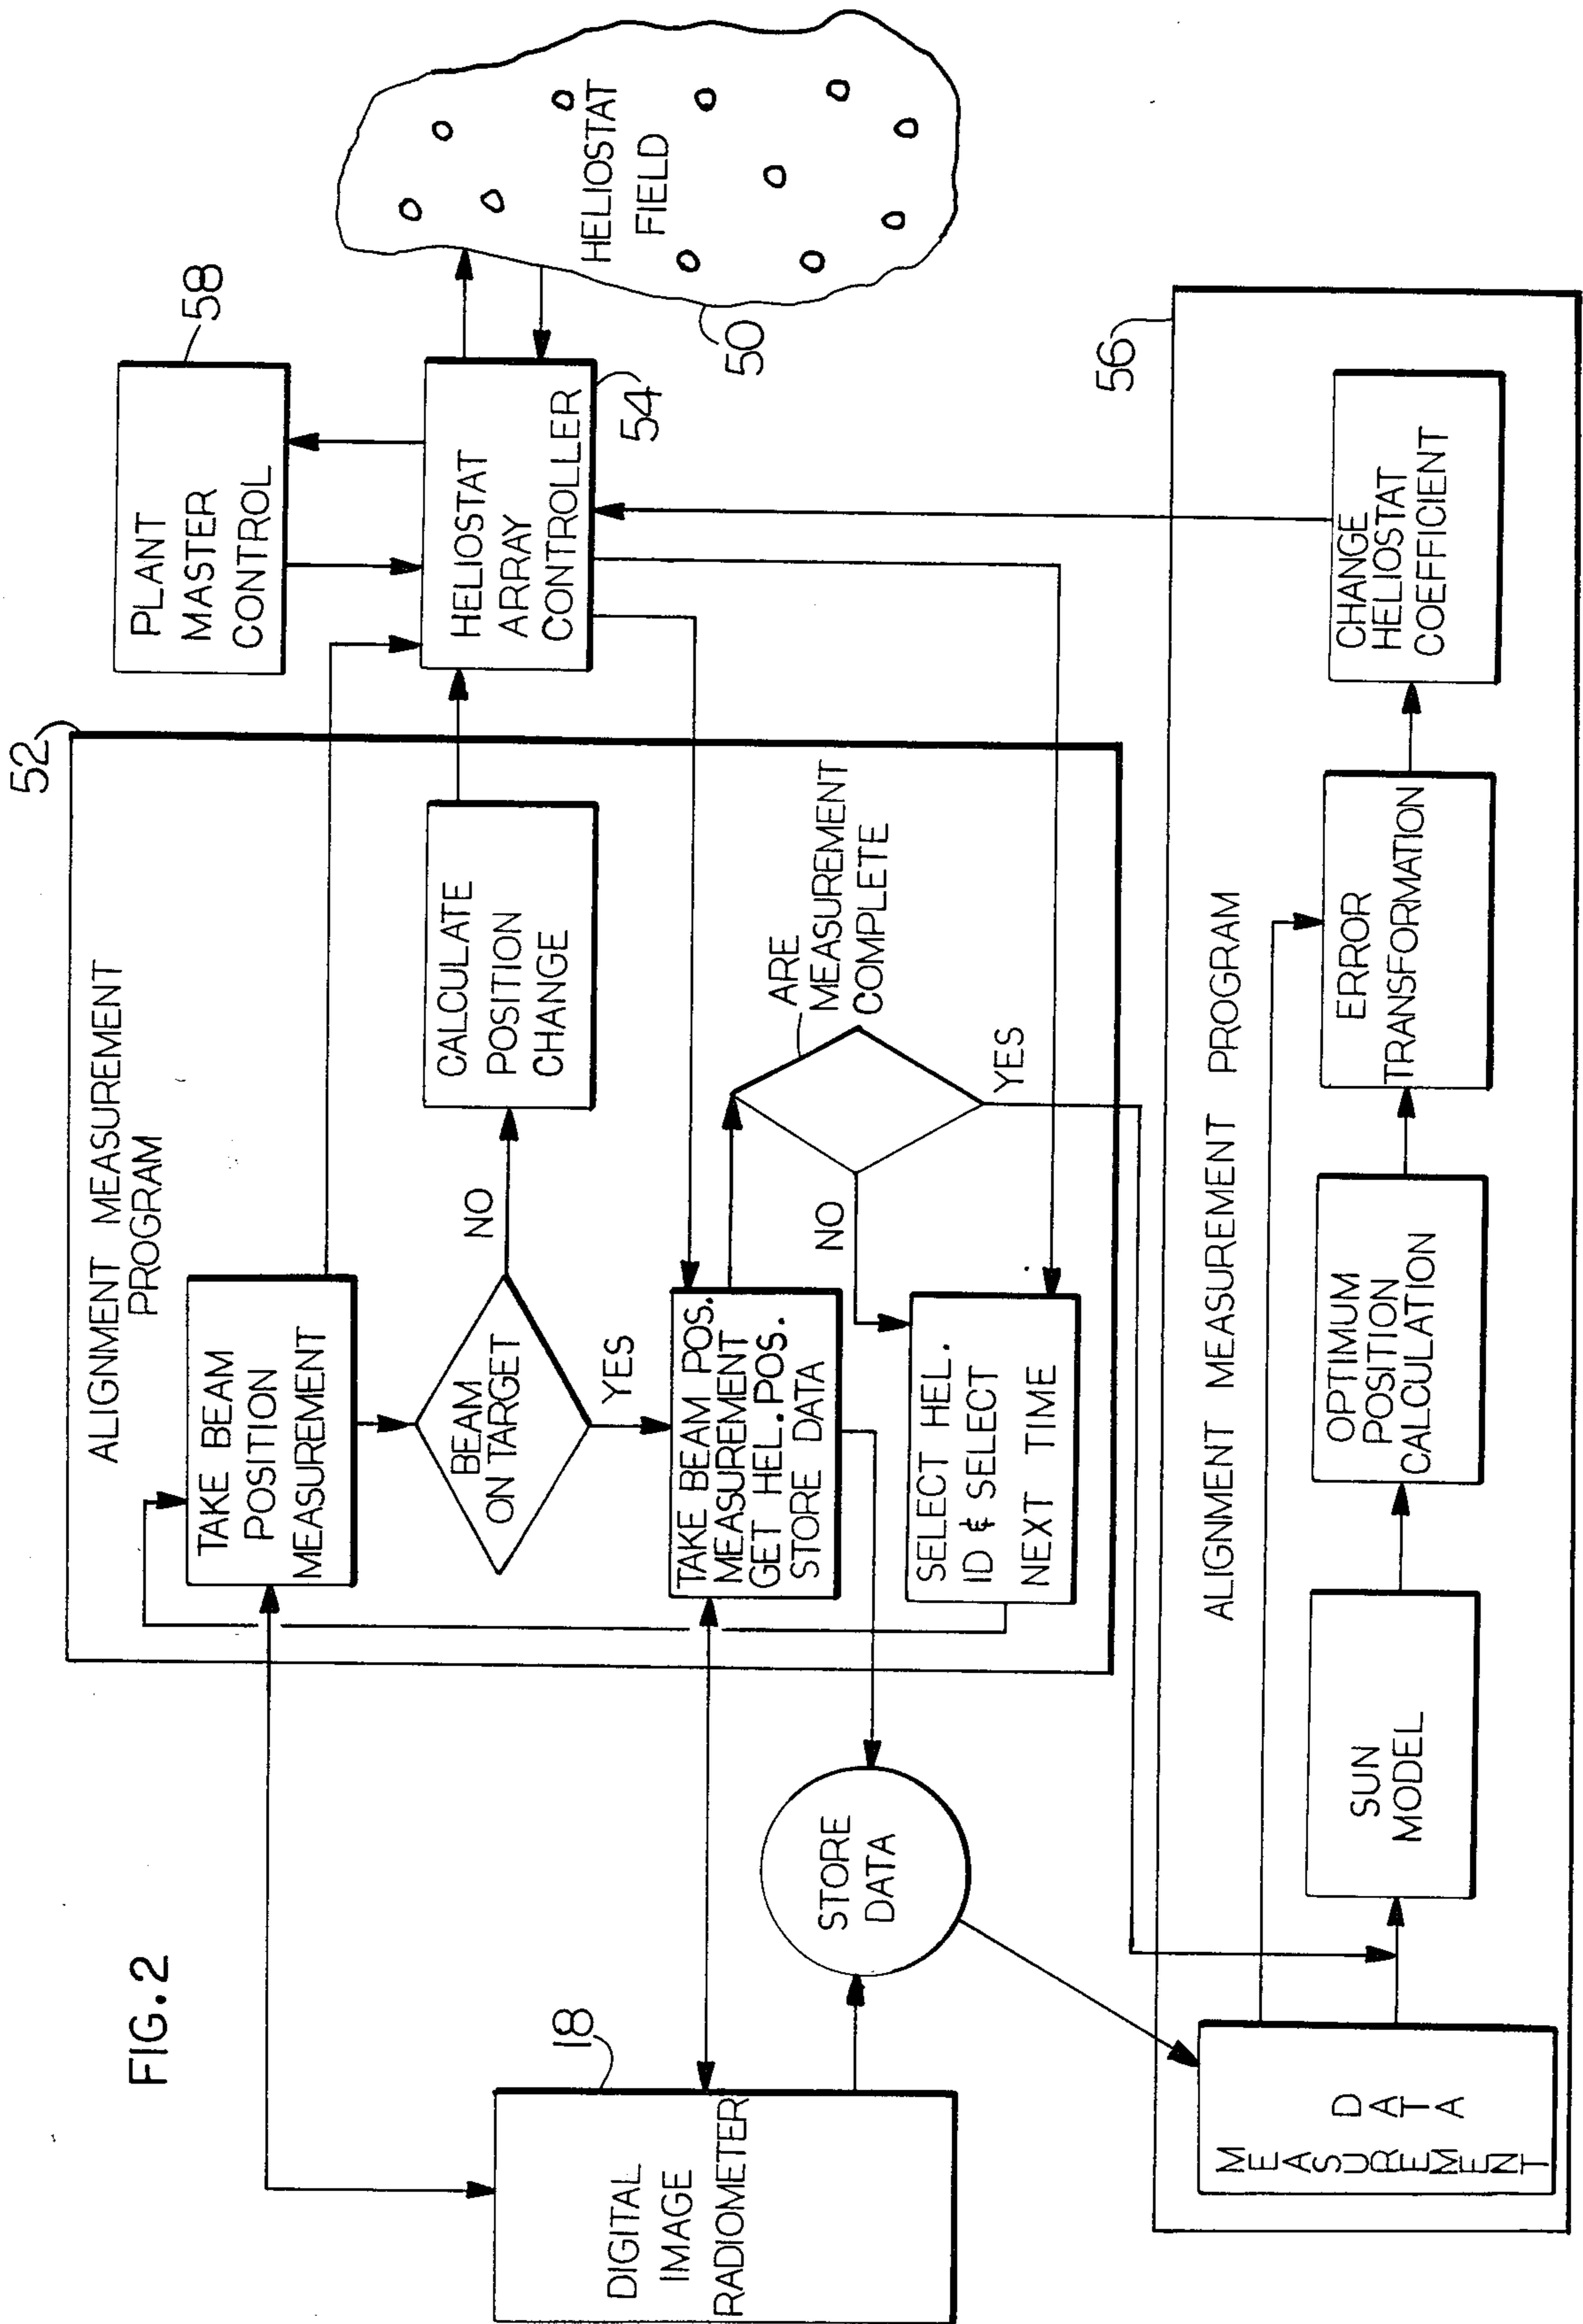 FIG.2
52
ALIGNMENT MEASUREMENT
PROGRAM
TAKE BEAM
POSITION
MEASUREMENT
BEAM
ON TARGET
NO
YES
CALCULATE
POSITION
CHANGE
TAKE BEAM POS.
MEASUREMENT
GET HEL. POS.
STORE DATA
ARE
MEASUREMENT
COMPLETE
NO
YES
SELECT HEL.
ID & SELECT
NEXT TIME
PLANT
MASTER
CONTROL
58
HELIOSTAT
ARRAY
CONTROLLER
54
HELIOSTAT
FIELD
50
DIGITAL
IMAGE
RADIOMETER
18
STORE
DATA
56
ALIGNMENT MEASUREMENT PROGRAM
MEASUREMENT
DATA
SUN
MODEL
OPTIMUM
POSITION
CALCULATION
ERROR
TRANSFORMATION
CHANGE
HELIOSTAT
COEFFICIENT